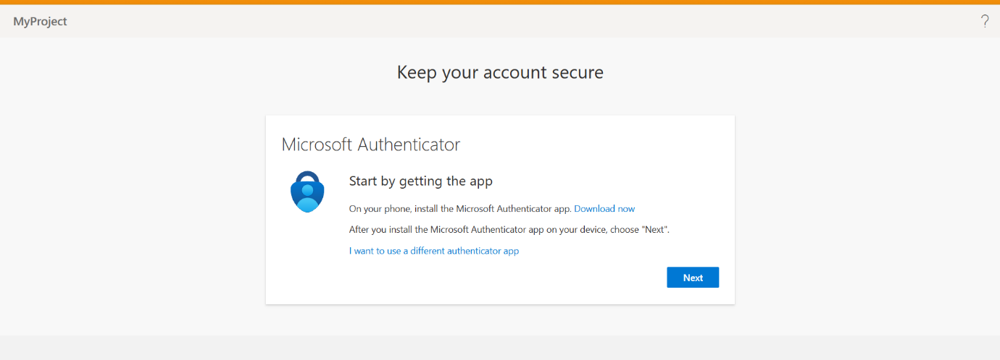 MyProject
?
Keep your account secure
Microsoft Authenticator
Start by getting the app
On your phone, install the Microsoft Authenticator app. Download now
After you install the Microsoft Authenticator app on your device, choose "Next".
I want to use a different authenticator app
Next